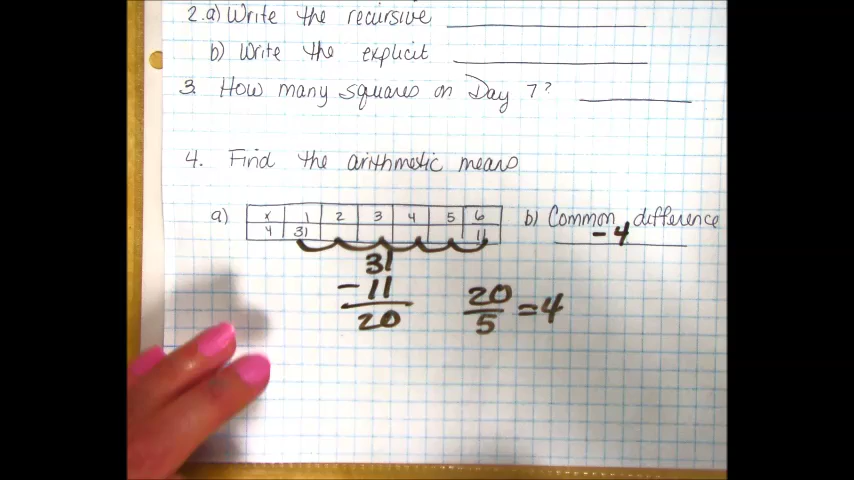 2.a) Write the recursive
b) Write the explicit
3. How many squares on Day 7?
4. Find the arithmetic means
a) x 1 2 3 4 5 6 b) Common difference
y 31 11 -4
31
-11 20
20 5 = 4